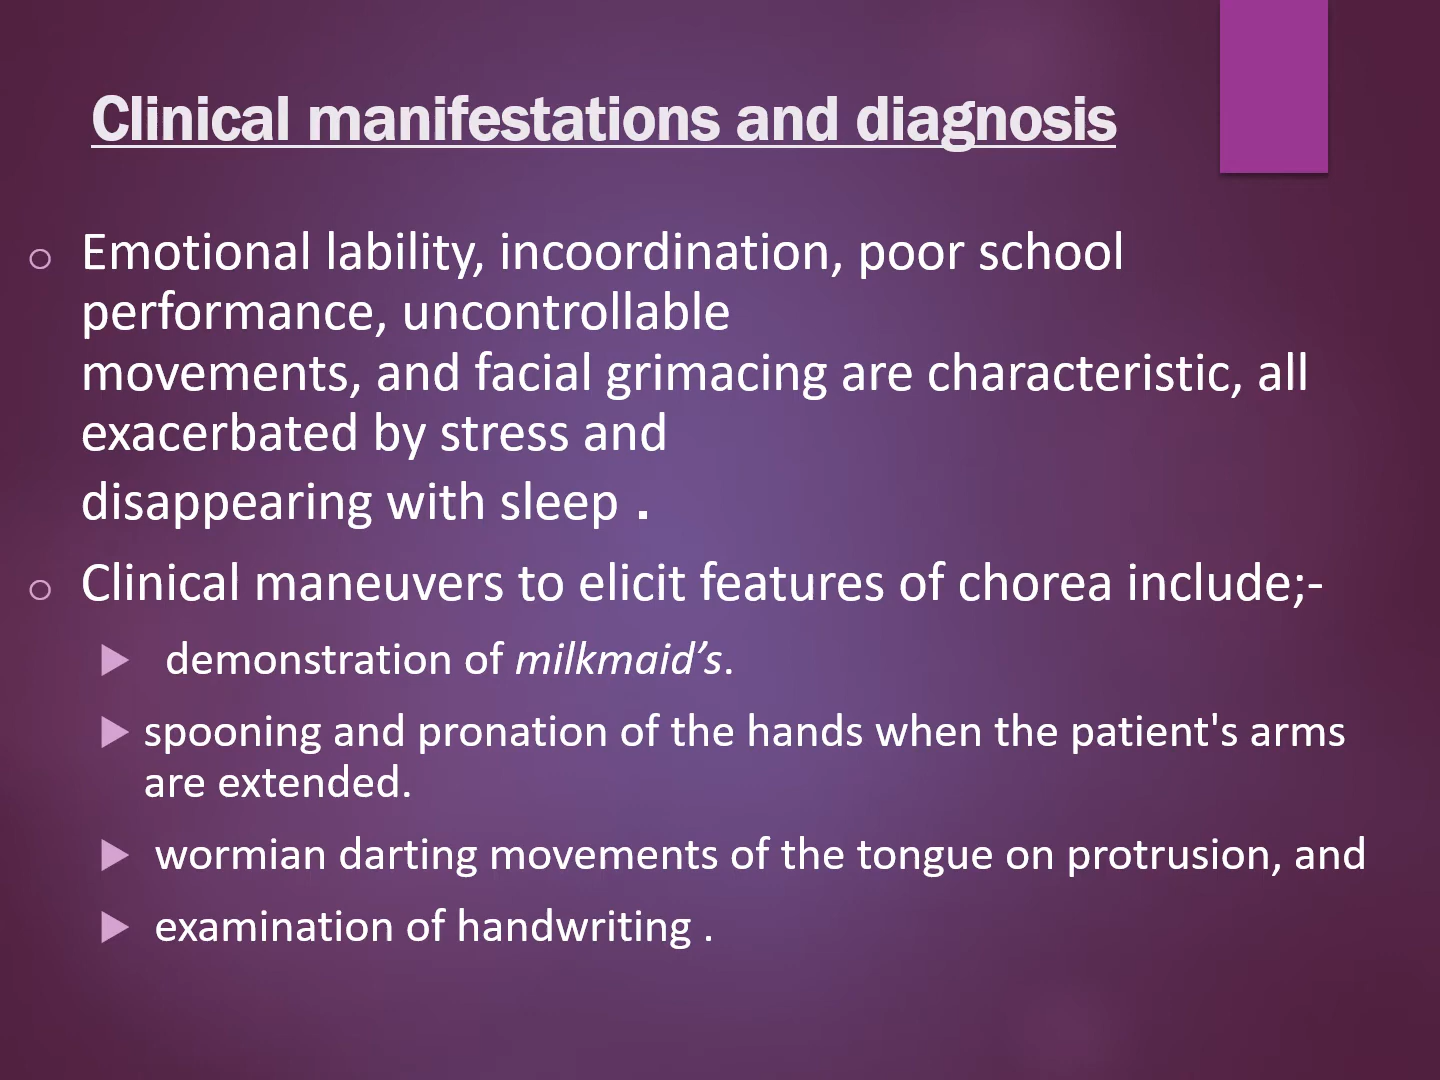 Clinical manifestations and diagnosis
Emotional lability, incoordination, poor school
performance, uncontrollable
movements, and facial grimacing are characteristic, all
exacerbated by stress and
disappearing with sleep .
Clinical maneuvers to elicit features of chorea include;-
demonstration of milkmaid’s.
spooning and pronation of the hands when the patient's arms
are extended.
wormian darting movements of the tongue on protrusion, and
examination of handwriting .